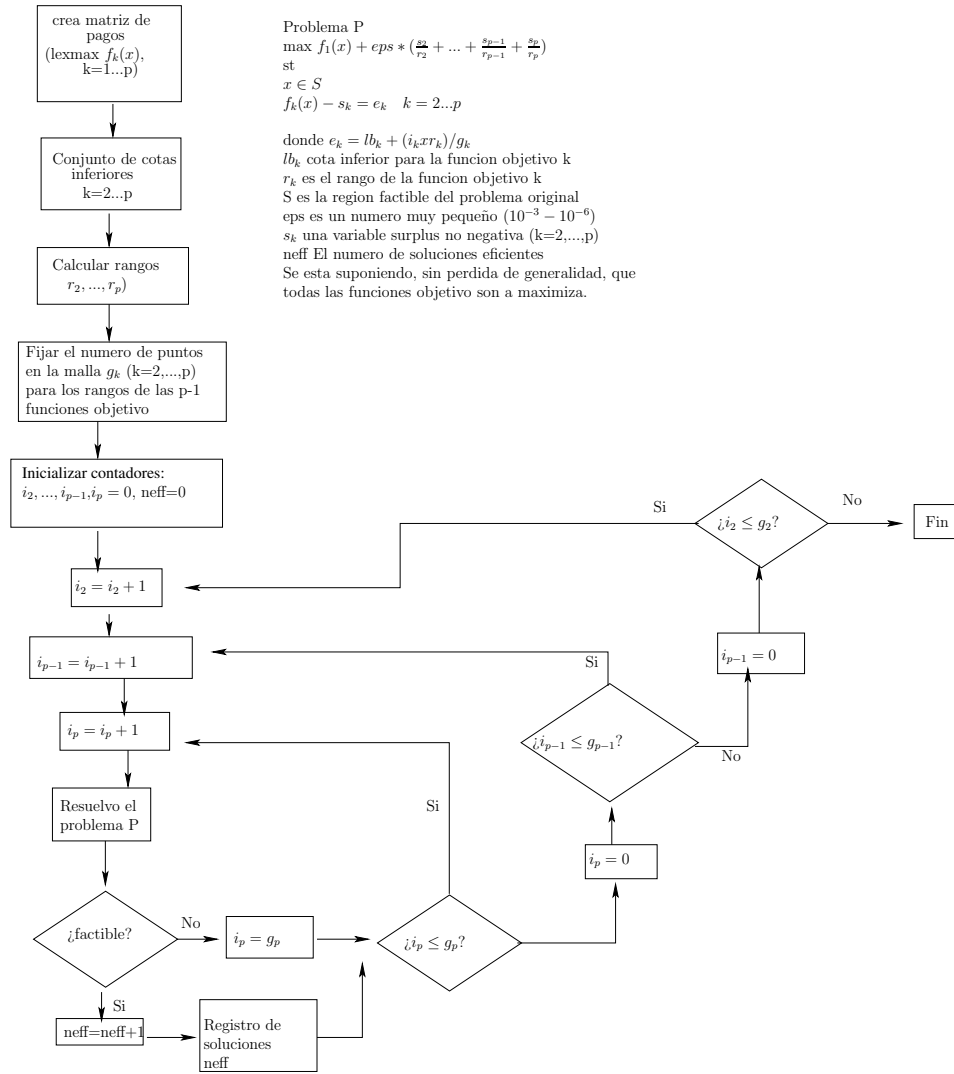 crea matriz de
pagos
(lexmax $f_k(x)$,
k=1...p)
Problema P
max $f_1(x) + eps * (\frac{s_2}{r_2} + ... + \frac{s_{p-1}}{r_{p-1}} + \frac{s_p}{r_p})$
st
$x \in S$
$f_k(x) - s_k = e_k \quad k = 2...p$
donde $e_k = lb_k + (i_k x r_k)/g_k$
$lb_k$ cota inferior para la funcion objetivo k
$r_k$ es el rango de la funcion objetivo k
S es la region factible del problema original
eps es un numero muy pequeño $(10^{-3} - 10^{-6})$
$s_k$ una variable surplus no negativa (k=2,...,p)
neff El numero de soluciones eficientes
Se esta suponiendo, sin perdida de generalidad, que
todas las funciones objetivo son a maximiza.
Conjunto de cotas
inferiores
k=2...p
Calcular rangos
$r_2, ..., r_p$)
Fijar el numero de puntos
en la malla $g_k$ (k=2,...,p)
para los rangos de las p-1
funciones objetivo
Inicializar contadores:
$i_2, ..., i_{p-1}, i_p = 0$, neff=0
$i_2 = i_2 + 1$
$i_{p-1} = i_{p-1} + 1$
$i_p = i_p + 1$
Resuelvo el
problema P
¿factible?
No
$i_p = g_p$
Si
neff=neff+1
Registro de
soluciones
neff
¿$i_p \leq g_p$?
Si
$i_p = 0$
¿$i_{p-1} \leq g_{p-1}$?
Si
No
$i_{p-1} = 0$
¿$i_2 \leq g_2$?
Si
No
Fin